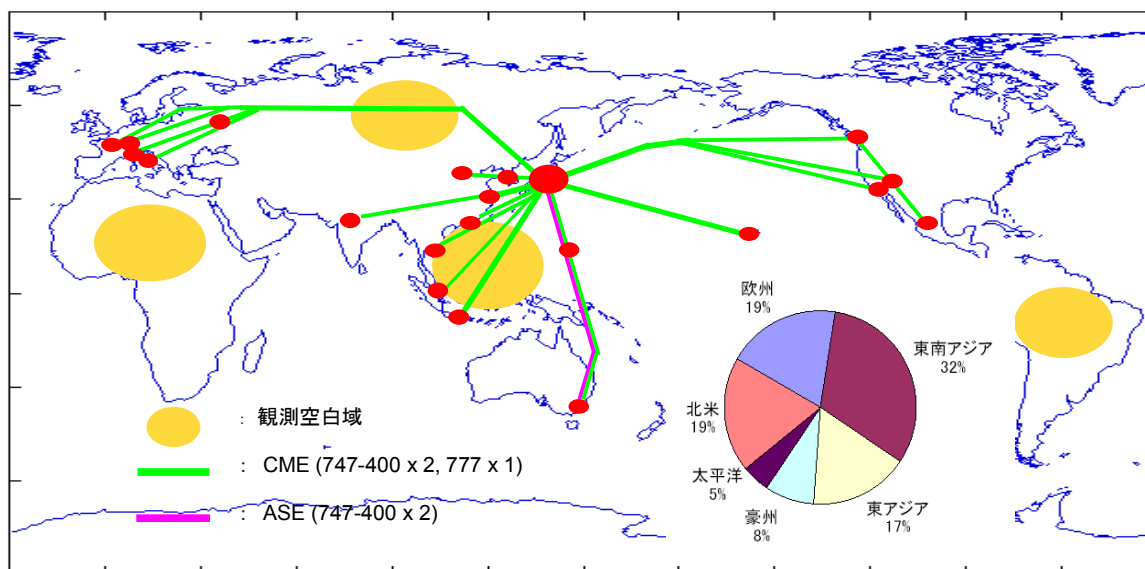 欧州
19%
東南アジア
32%
北米
19%
太平洋
5%
豪州
8%
東アジア
17%
: 観測空白域
: CME (747-400 x 2, 777 x 1)
: ASE (747-400 x 2)